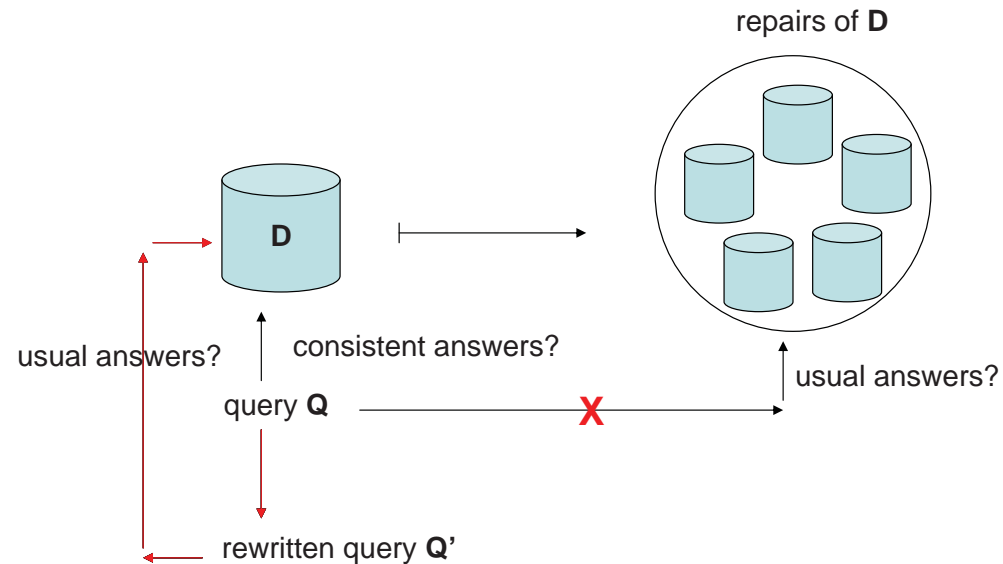 repairs of D
D
usual answers?
consistent answers?
usual answers?
query Q
X
rewritten query Q’